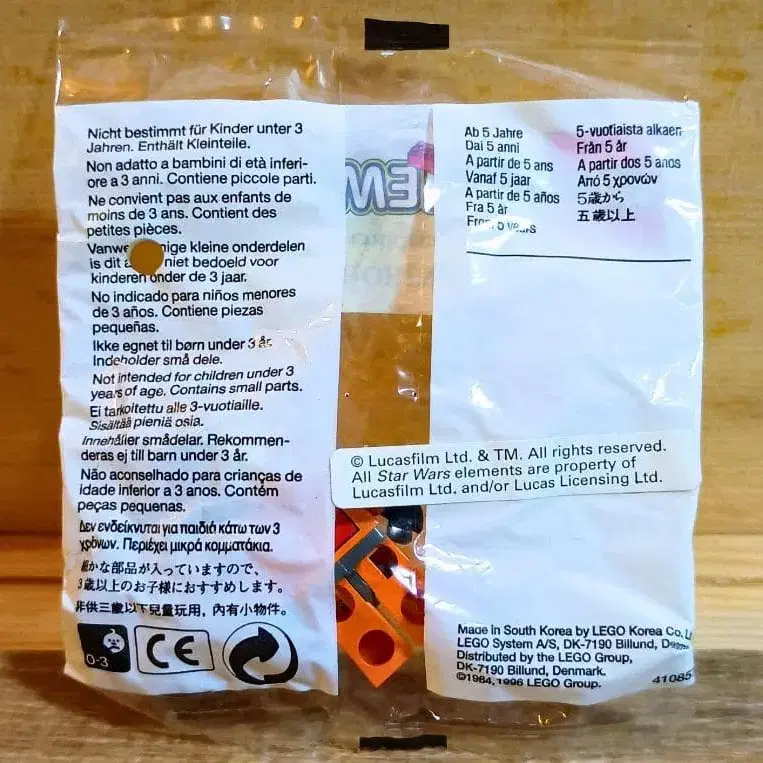 Nicht bestimmt für Kinder unter 3
Jahren. Enthält Kleinteile.
Non adatto a bambini di età inferi-
ore a 3 anni. Contiene piccole parti.
Ne convient pas aux enfants de
moins de 3 ans. Contient des
petites pièces.
kleine onderdelen
is dit niet bedoeld voor
kinderen onder de 3 jaar.
No indicado para niños menores
de 3 años. Contiene piezas
pequeñas.
Ikke egnet til børn under 3 år.
Indeholder små dele.
Not intended for children under 3
years of age. Contains small parts.
Ei tarkoitettu alle 3-vuotiaille.
Sisältää pieniä osia.
Innehåller smådelar. Rekommen-
deras ej till barn under 3 år.
Não aconselhado para crianças de
idade inferior a 3 anos. Contém
peças pequenas.
Δεν ενδείκνυται για παιδιά κάτω των 3
χρόνων. Περιέχει μικρά κομματάκια.
細かな部品が入っていますので、
3歳以上のお子様におすすめします。
非供三歲以下兒童玩用，內有小物件。
0-3
CE
Ab 5 Jahre
Dai 5 anni
A partir de 5 ans
Vanaf 5 jaar
A partir de 5 años
Fra 5 år
From 5 years
5-vuotiaista alkaen
Från 5 år
A partir dos 5 anos
Από 5 χρονών
5歳から
五歲以上
© Lucasfilm Ltd. & TM. All rights reserved.
All Star Wars elements are property of
Lucasfilm Ltd. and/or Lucas Licensing Ltd.
Made in South Korea by LEGO Korea Co.
LEGO System A/S, DK-7190 Billund,
Distributed by the LEGO Group,
DK-7190 Billund, Denmark.
©1984, 1996 LEGO Group.
41085